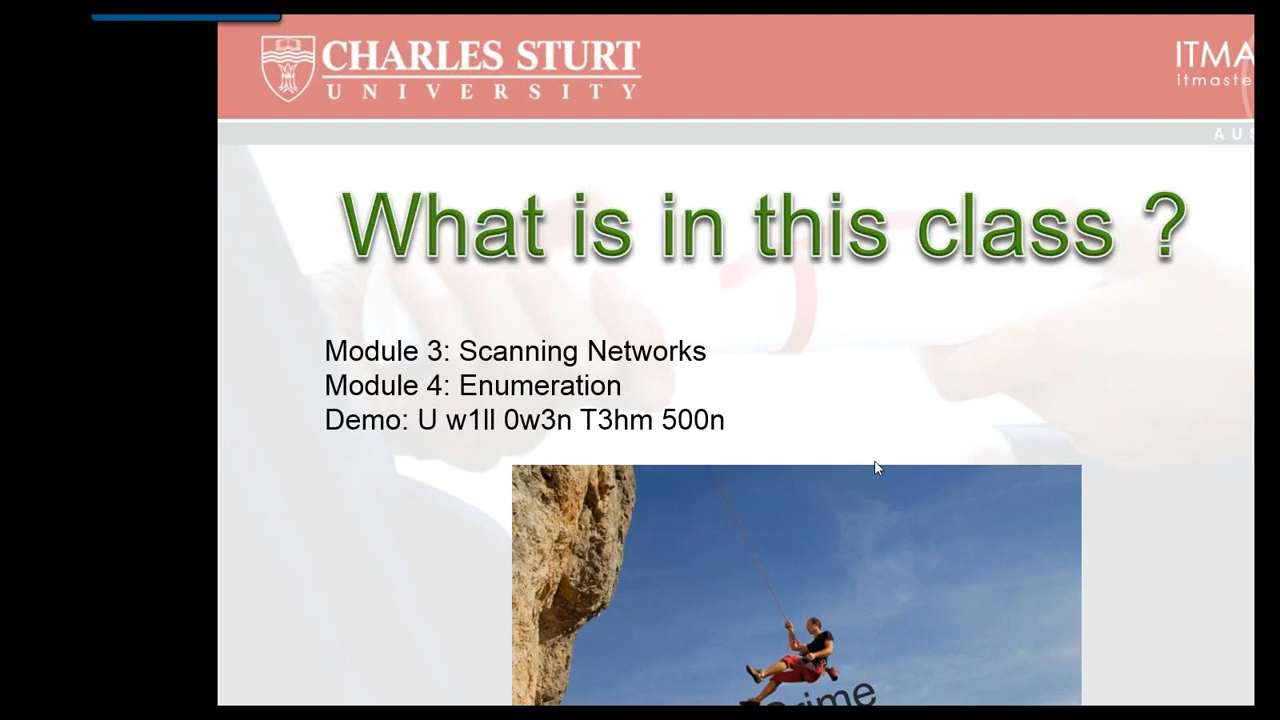 CHARLES STURT
UNIVERSITY
ITMA
itmaste
AUS
What is in this class ?
Module 3: Scanning Networks
Module 4: Enumeration
Demo: U w1ll 0w3n T3hm 500n